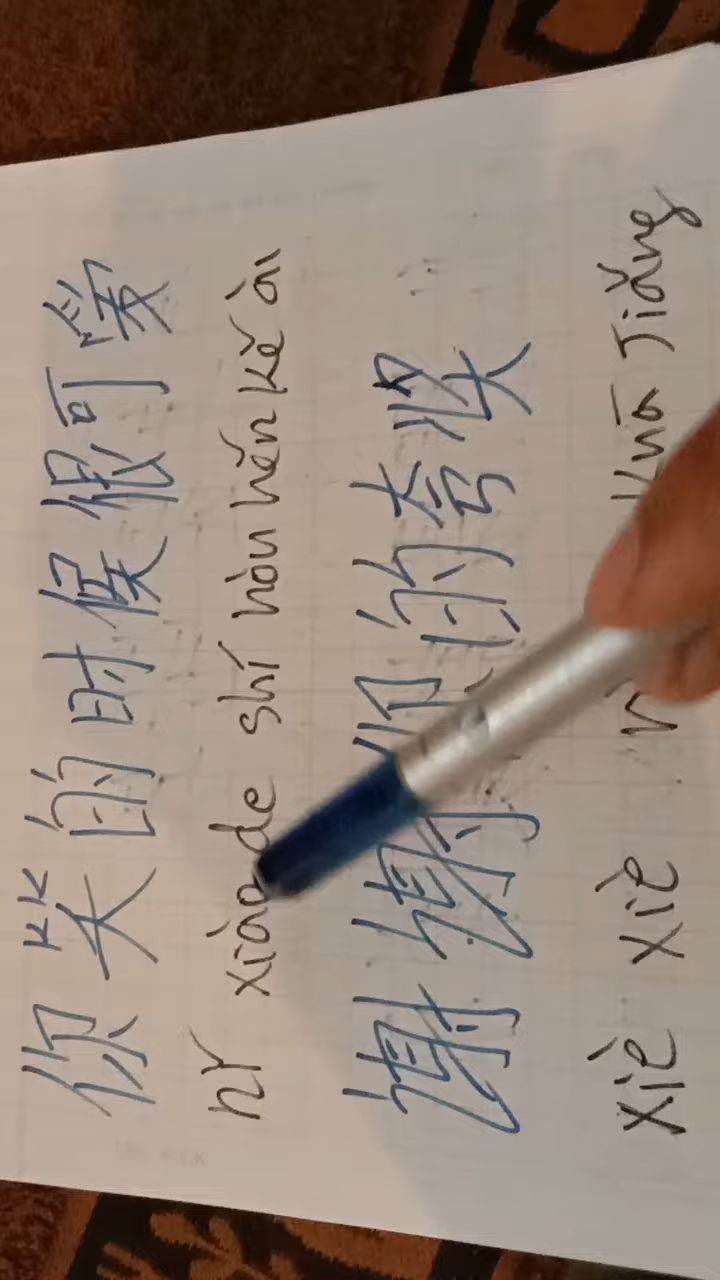 你笑的时候很可爱
nǐ xiào de shí hòu hěn kě ài
谢谢你的夸奖
xiè xiè kuā Jiǎng